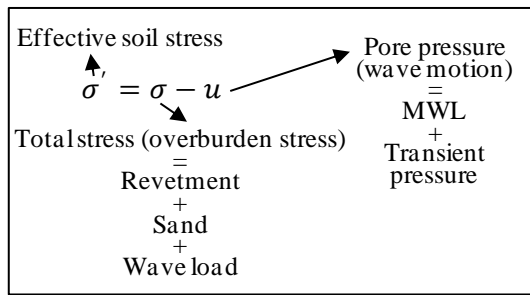 Effective soil stress
σ′ = σ − u
Pore pressure
(wave motion)
=
MWL
+
Transient
pressure
Total stress (overburden stress)
=
Revetment
+
Sand
+
Wave load